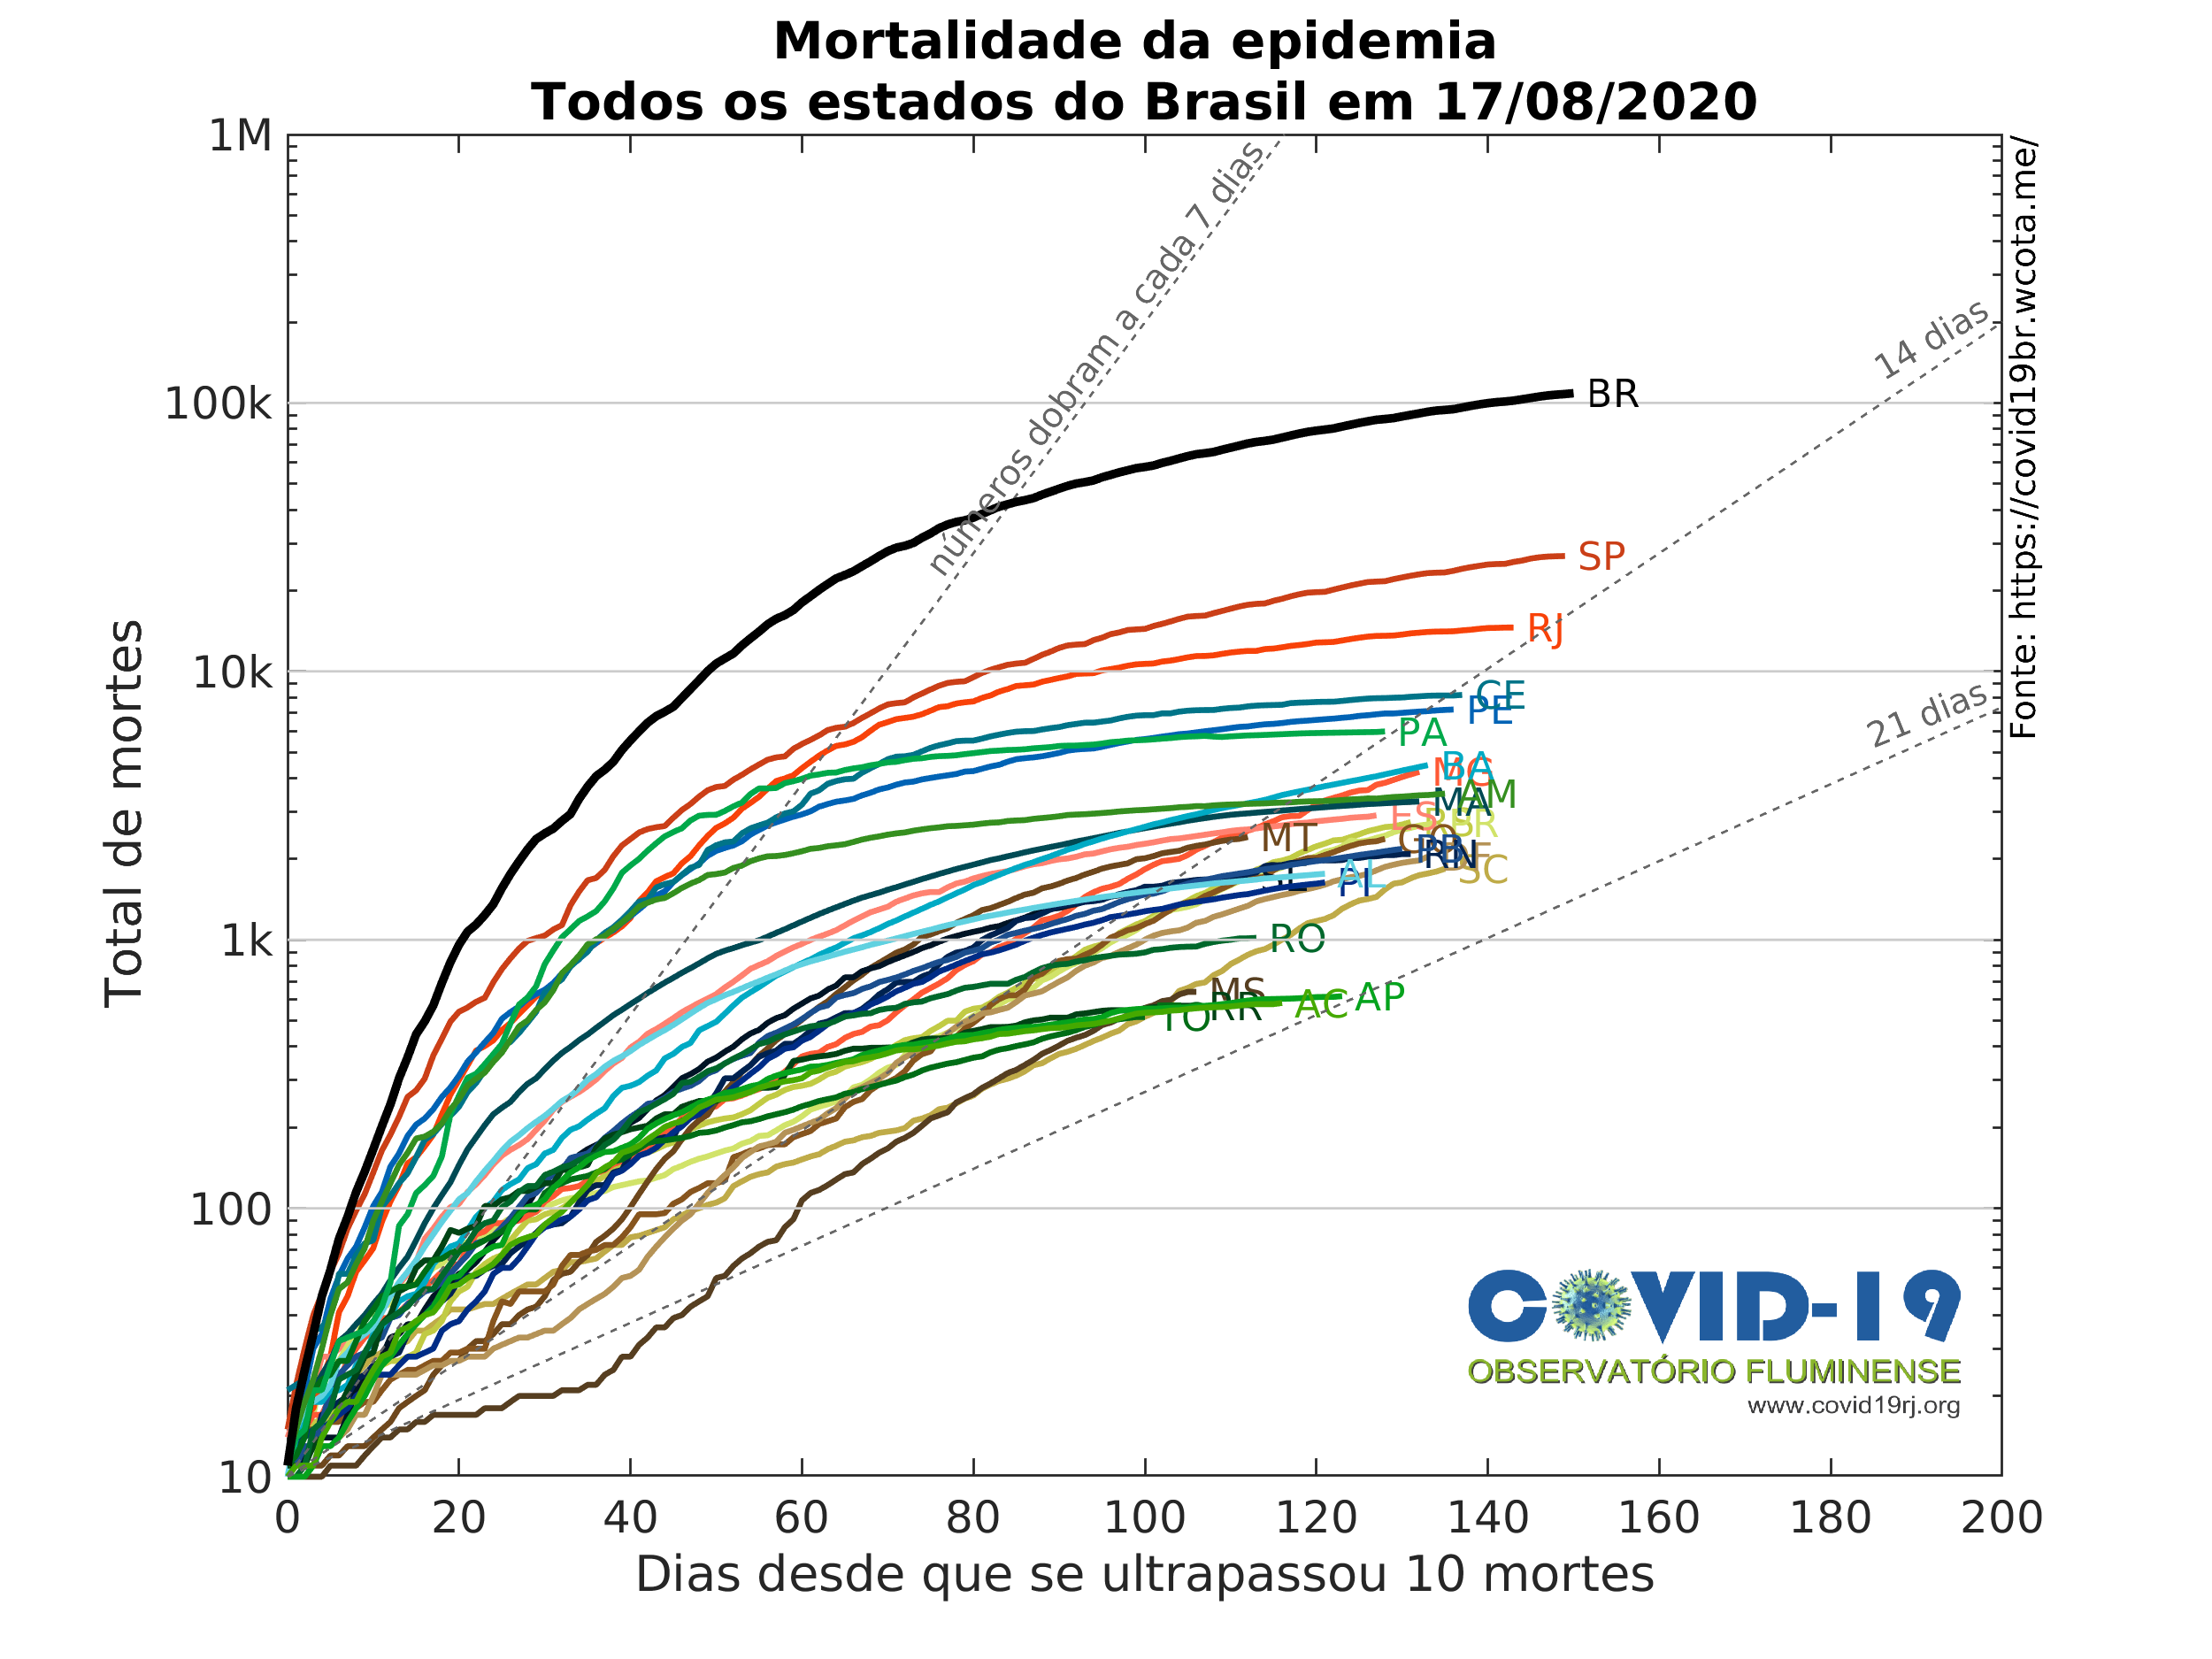 Mortalidade da epidemia
Todos os estados do Brasil em 17/08/2020
1M
100k
10k
1k
100
10
Total de mortes
0 20 40 60 80 100 120 140 160 180 200
Dias desde que se ultrapassou 10 mortes
números dobram a cada 7 dias
14 dias
21 dias
BR
SP
RJ
CE
PE
PA
BA
MG
AM
MA
ES
MT
GO
RN
SC
AL
PI
RO
MS
RR
AP
AC
TO
Fonte: https://covid19br.wcota.me/
COVID-19
OBSERVATÓRIO FLUMINENSE
www.covid19rj.org